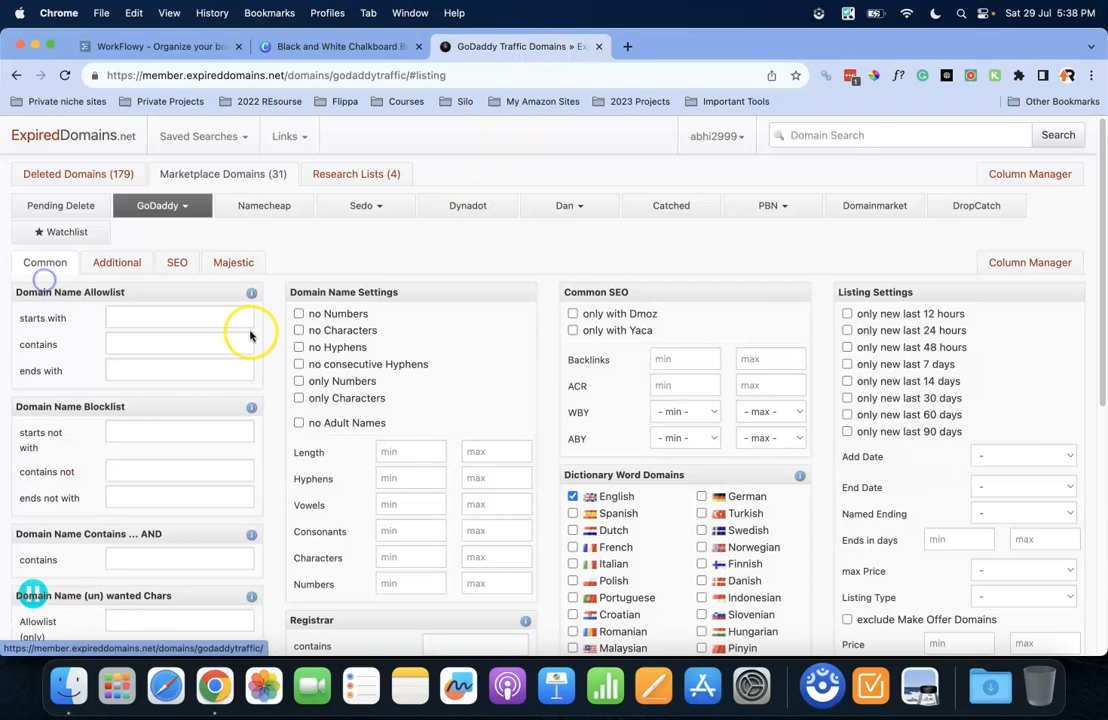 Chrome File Edit View History Bookmarks Profiles Tab Window Help Sat 29 Jul 5:38 PM
WorkFlowy - Organize your bra Black and White Chalkboard B GoDaddy Traffic Domains » Ex
https://member.expireddomains.net/domains/godaddytraffic/#listing
Private niche sites Private Projects 2022 REsourse Flippa Courses Silo My Amazon Sites 2023 Projects Important Tools Other Bookmarks
ExpiredDomains.net Saved Searches Links abhi2999 Domain Search Search
Deleted Domains (179) Marketplace Domains (31) Research Lists (4) Column Manager
Pending Delete GoDaddy Namecheap Sedo Dynadot Dan Catched PBN Domainmarket DropCatch
Watchlist
Common Additional SEO Majestic Column Manager
Domain Name Allowlist
starts with
contains
ends with
Domain Name Blocklist
starts not
with
contains not
ends not with
Domain Name Contains ... AND
contains
Domain Name (un) wanted Chars
Allowlist
(only)
Domain Name Settings
no Numbers
no Characters
no Hyphens
no consecutive Hyphens
only Numbers
only Characters
no Adult Names
Length min max
Hyphens min max
Vowels min max
Consonants min max
Characters min max
Numbers min max
Registrar
contains
Common SEO
only with Dmoz
only with Yaca
Backlinks min max
ACR min max
WBY - min - - max -
ABY - min - - max -
Dictionary Word Domains
English German
Spanish Turkish
Dutch Swedish
French Norwegian
Italian Finnish
Polish Danish
Portuguese Indonesian
Croatian Slovenian
Romanian Hungarian
Malaysian Pinyin
Listing Settings
only new last 12 hours
only new last 24 hours
only new last 48 hours
only new last 7 days
only new last 14 days
only new last 30 days
only new last 60 days
only new last 90 days
Add Date -
End Date -
Named Ending -
Ends in days min max
max Price -
Listing Type -
exclude Make Offer Domains
Price min max
https://member.expireddomains.net/domains/godaddytraffic/